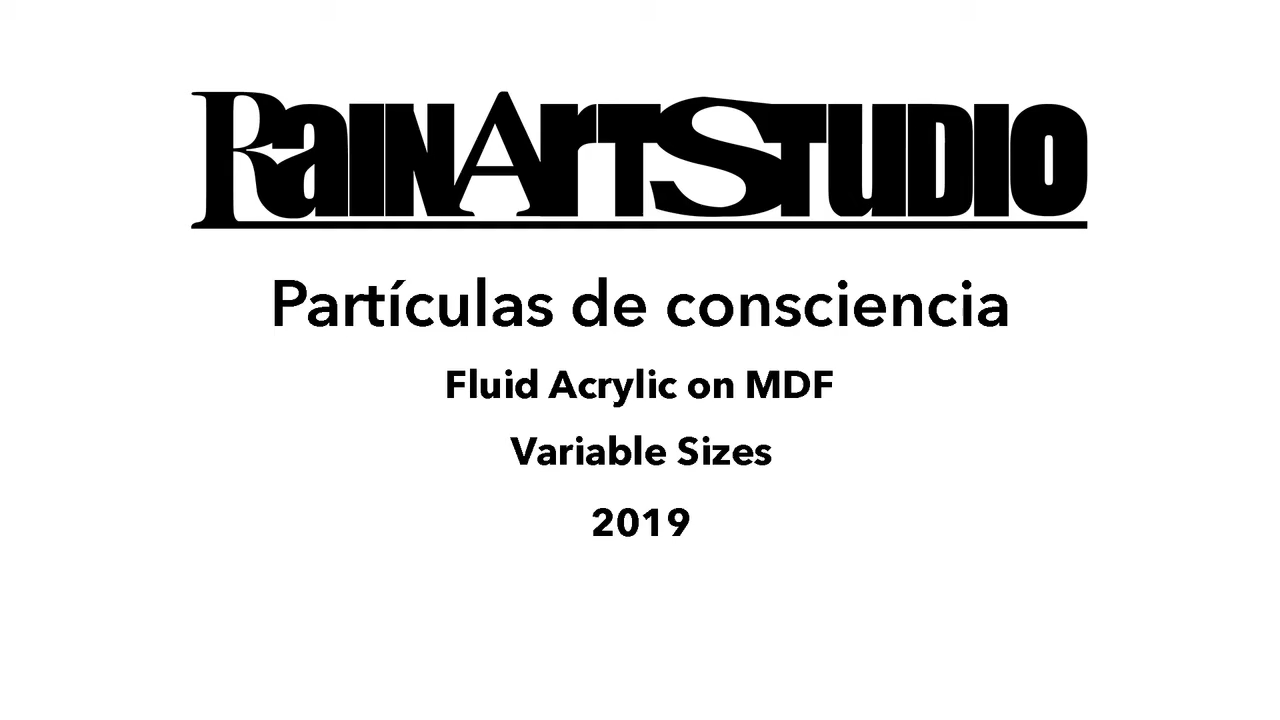 RainArtStudio
Partículas de consciencia
Fluid Acrylic on MDF
Variable Sizes
2019